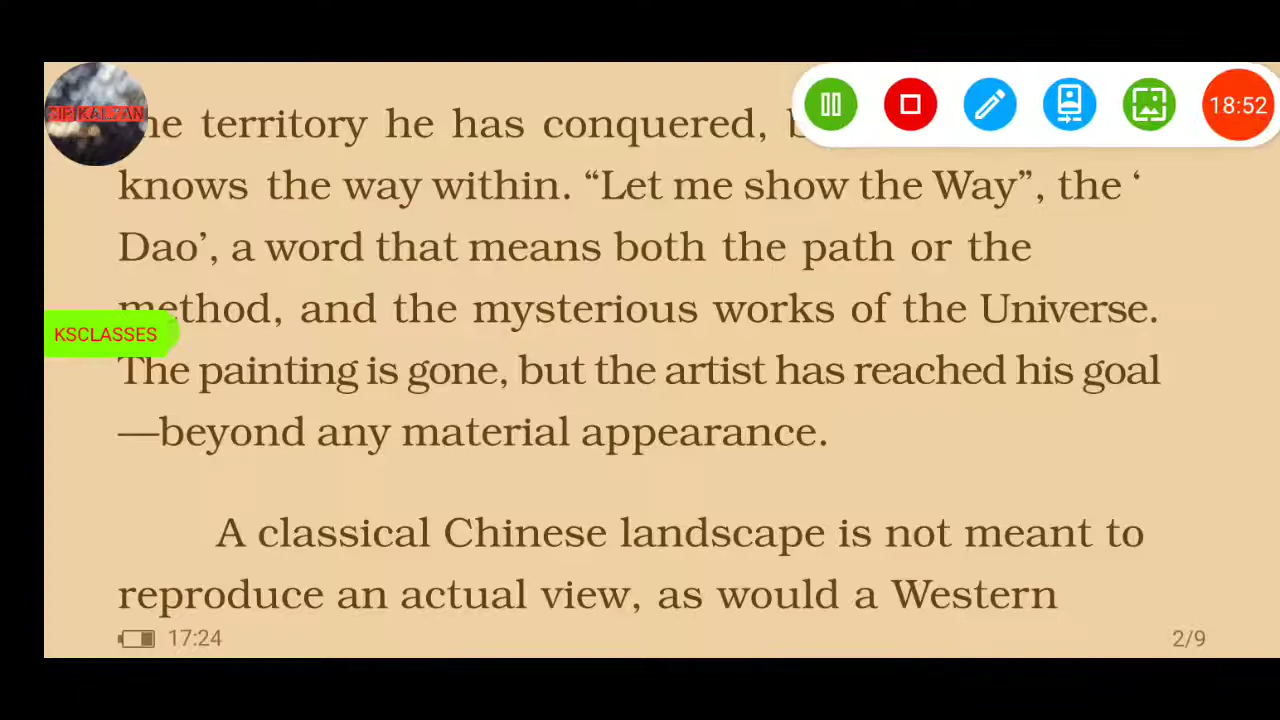 18:52
he territory he has conquered,
knows the way within. “Let me show the Way”, the ‘
Dao’, a word that means both the path or the
method, and the mysterious works of the Universe.
KSCLASSES
The painting is gone, but the artist has reached his goal
—beyond any material appearance.
A classical Chinese landscape is not meant to
reproduce an actual view, as would a Western
17:24
2/9